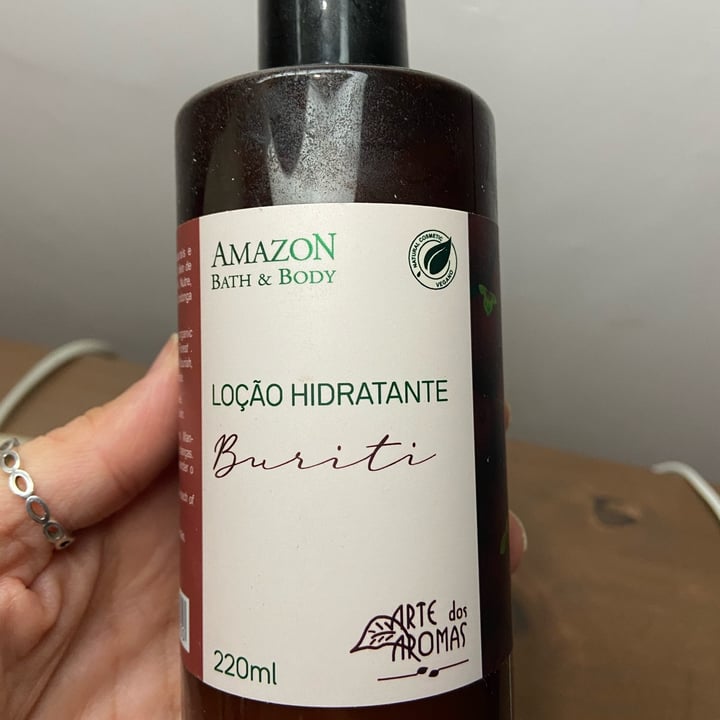 AMAZON
BATH & BODY
NATURAL COSMETIC
VEGANO
LOÇÃO HIDRATANTE
Buriti
ARTE dos
AROMAS
220ml